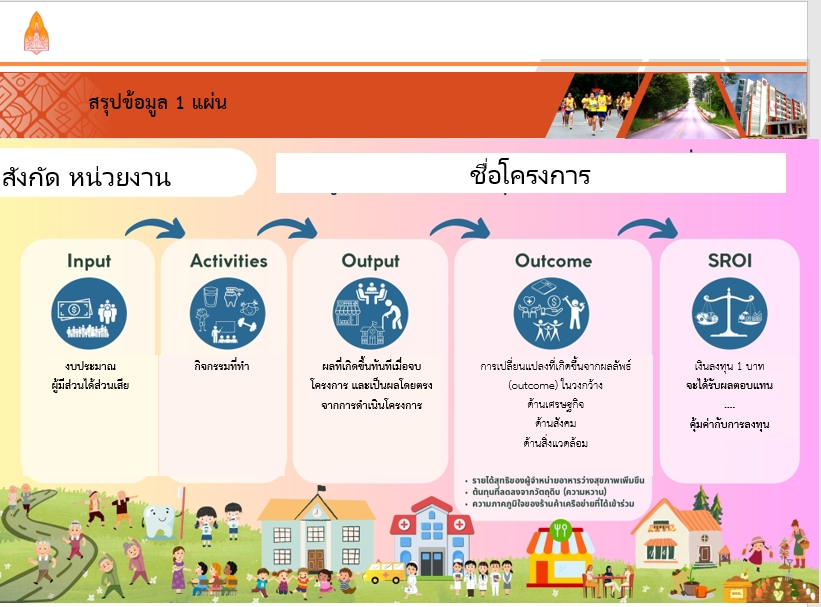 สรุปข้อมูล 1 แผ่น
สังกัด หน่วยงาน
ชื่อโครงการ
Input
งบประมาณ
ผู้มีส่วนได้ส่วนเสีย
Activities
กิจกรรมที่ทำ
Output
ผลที่เกิดขึ้นทันทีเมื่อจบ
โครงการ และเป็นผลโดยตรง
จากการดำเนินโครงการ
Outcome
การเปลี่ยนแปลงที่เกิดขึ้นจากผลลัพธ์
(outcome) ในวงกว้าง
ด้านเศรษฐกิจ
ด้านสังคม
ด้านสิ่งแวดล้อม
• รายได้สุทธิของผู้จำหน่ายอาหารว่างสุขภาพเพิ่มขึ้น
• ต้นทุนที่ลดลงจากวัตถุดิบ (ความหวาน)
• ความภาคภูมิใจของร้านค้าเครือข่ายที่ได้เข้าร่วม
SROI
เงินลงทุน 1 บาท
จะได้รับผลตอบแทน
....
คุ้มค่ากับการลงทุน